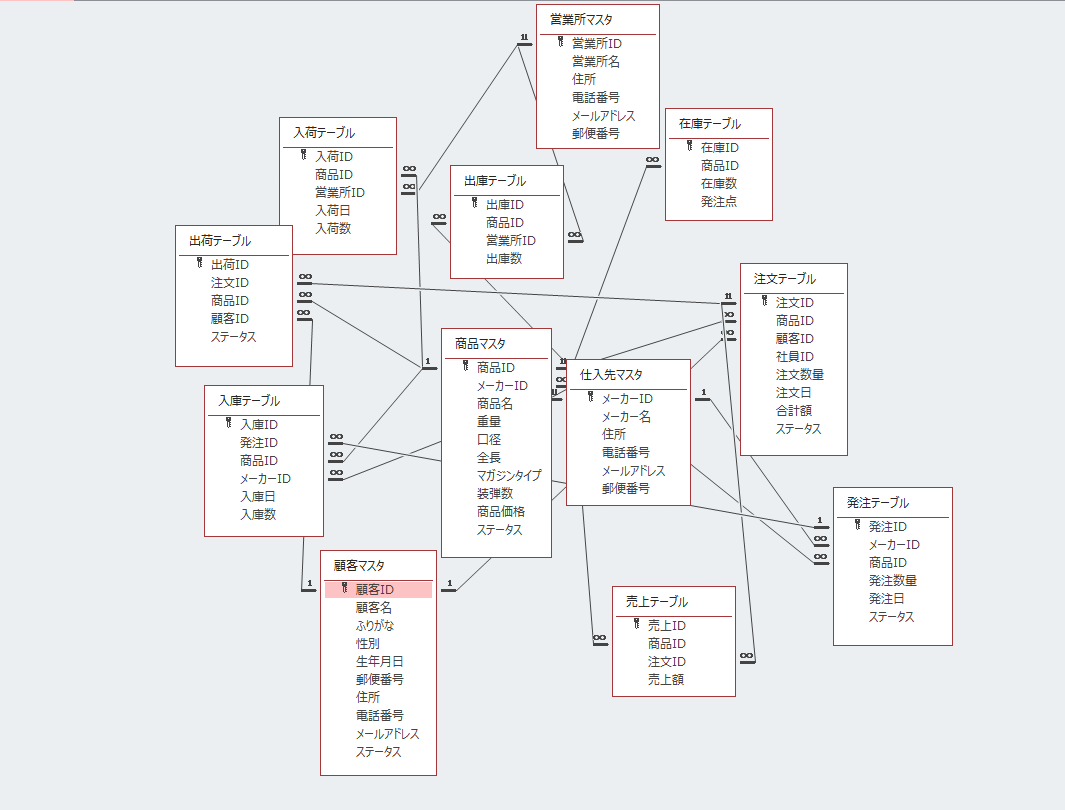 営業所マスタ
営業所ID
営業所名
住所
電話番号
メールアドレス
郵便番号
在庫テーブル
在庫ID
商品ID
在庫数
発注点
入荷テーブル
入荷ID
商品ID
営業所ID
入荷日
入荷数
出庫テーブル
出庫ID
商品ID
営業所ID
出庫数
出荷テーブル
出荷ID
注文ID
商品ID
顧客ID
ステータス
注文テーブル
注文ID
商品ID
顧客ID
社員ID
注文数量
注文日
合計額
ステータス
商品マスタ
商品ID
メーカーID
商品名
重量
口径
全長
マガジンタイプ
装弾数
商品価格
ステータス
仕入先マスタ
メーカーID
メーカー名
住所
電話番号
メールアドレス
郵便番号
入庫テーブル
入庫ID
発注ID
商品ID
メーカーID
入庫日
入庫数
発注テーブル
発注ID
メーカーID
商品ID
発注数量
発注日
ステータス
顧客マスタ
顧客ID
顧客名
ふりがな
性別
生年月日
郵便番号
住所
電話番号
メールアドレス
ステータス
売上テーブル
売上ID
商品ID
注文ID
売上額